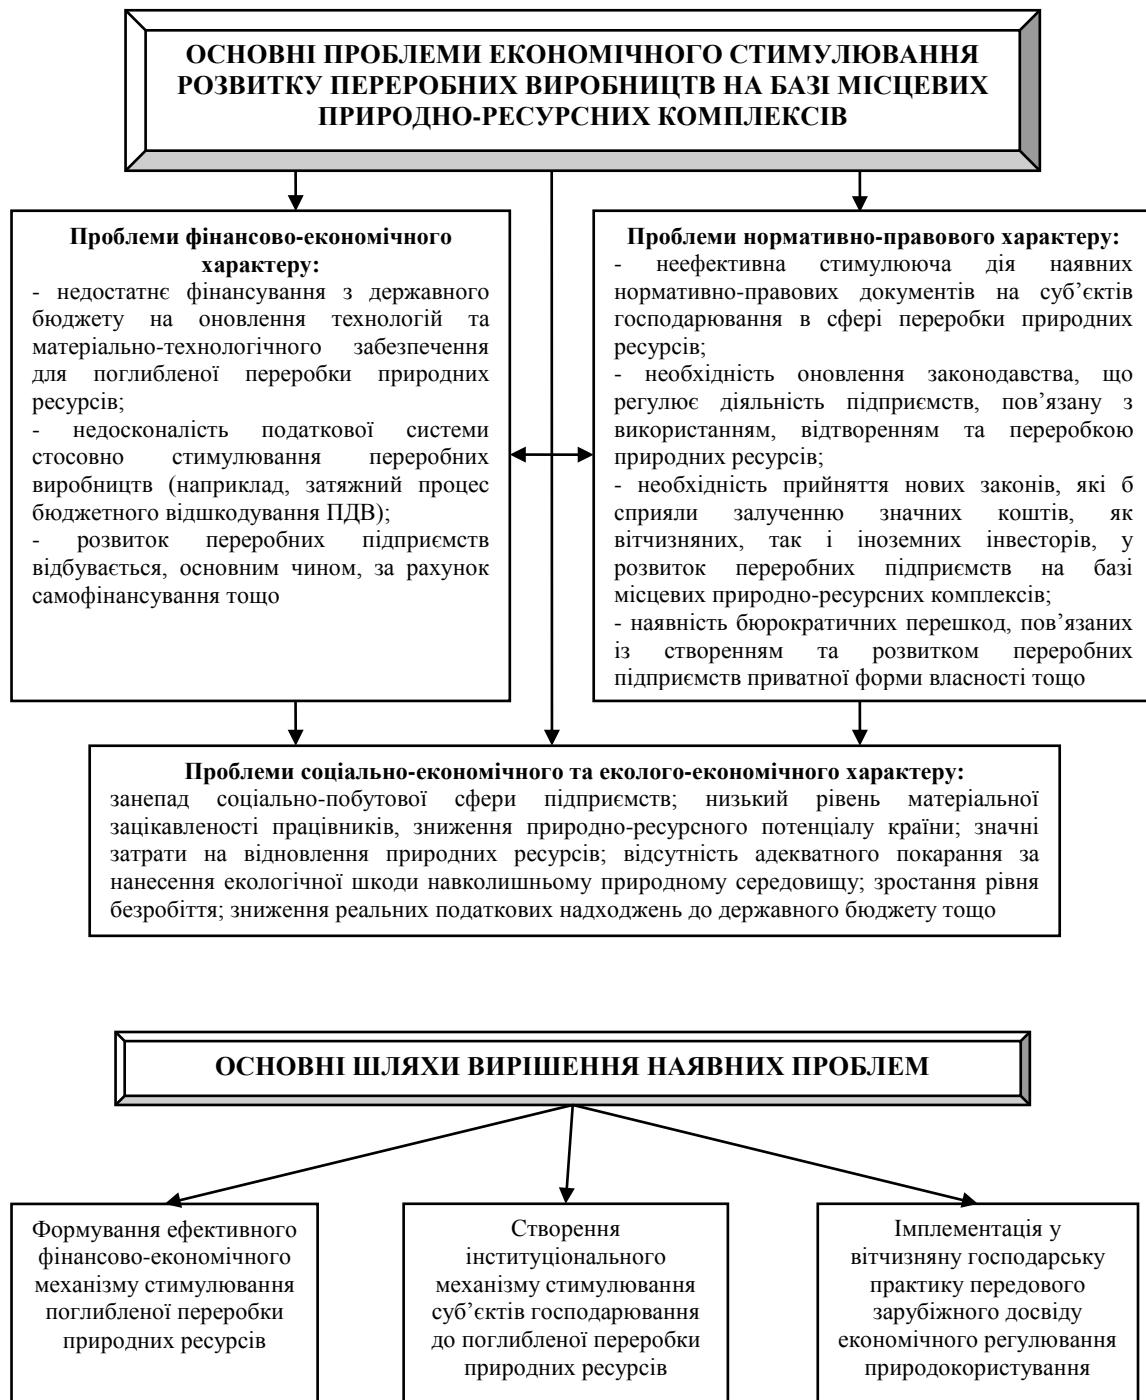 ОСНОВНІ ПРОБЛЕМИ ЕКОНОМІЧНОГО СТИМУЛЮВАННЯ
РОЗВИТКУ ПЕРЕРОБНИХ ВИРОБНИЦТВ НА БАЗІ МІСЦЕВИХ
ПРИРОДНО-РЕСУРСНИХ КОМПЛЕКСІВ
Проблеми фінансово-економічного
характеру:
- недостатнє фінансування з державного
бюджету на оновлення технологій та
матеріально-технологічного забезпечення
для поглибленої переробки природних
ресурсів;
- недосконалість податкової системи
стосовно стимулювання переробних
виробництв (наприклад, затяжний процес
бюджетного відшкодування ПДВ);
- розвиток переробних підприємств
відбувається, основним чином, за рахунок
самофінансування тощо
Проблеми нормативно-правового характеру:
- неефективна стимулююча дія наявних
нормативно-правових документів на суб’єктів
господарювання в сфері переробки природних
ресурсів;
- необхідність оновлення законодавства, що
регулює діяльність підприємств, пов’язану з
використанням, відтворенням та переробкою
природних ресурсів;
- необхідність прийняття нових законів, які б
сприяли залученню значних коштів, як
вітчизняних, так і іноземних інвесторів, у
розвиток переробних підприємств на базі
місцевих природно-ресурсних комплексів;
- наявність бюрократичних перешкод, пов’язаних
із створенням та розвитком переробних
підприємств приватної форми власності тощо
Проблеми соціально-економічного та еколого-економічного характеру:
занепад соціально-побутової сфери підприємств; низький рівень матеріальної
зацікавленості працівників, зниження природно-ресурсного потенціалу країни; значні
затрати на відновлення природних ресурсів; відсутність адекватного покарання за
нанесення екологічної шкоди навколишньому природному середовищу; зростання рівня
безробіття; зниження реальних податкових надходжень до державного бюджету тощо
ОСНОВНІ ШЛЯХИ ВИРІШЕННЯ НАЯВНИХ ПРОБЛЕМ
Формування ефективного
фінансово-економічного
механізму стимулювання
поглибленої переробки
природних ресурсів
Створення
інституціонального
механізму стимулювання
суб’єктів господарювання
до поглибленої переробки
природних ресурсів
Імплементація у
вітчизняну господарську
практику передового
зарубіжного досвіду
економічного регулювання
природокористування